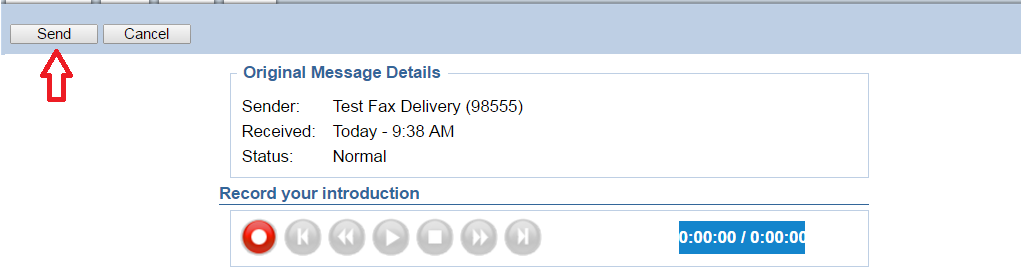 Send Cancel
Original Message Details
Sender: Test Fax Delivery (98555)
Received: Today - 9:38 AM
Status: Normal
Record your introduction
0:00:00 / 0:00:00